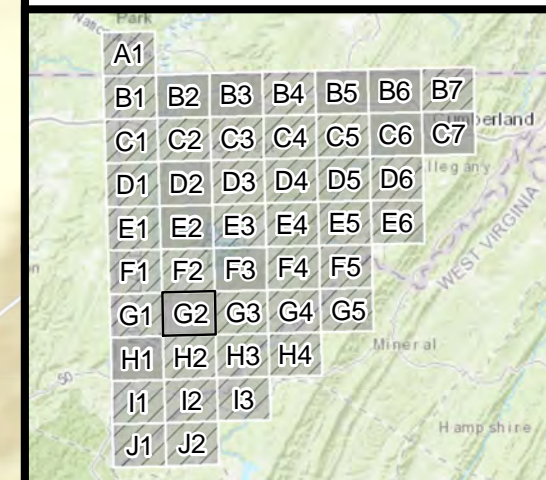 Park
A1
B1 B2 B3 B4 B5 B6 B7
C1 C2 C3 C4 C5 C6 C7
D1 D2 D3 D4 D5 D6
E1 E2 E3 E4 E5 E6
F1 F2 F3 F4 F5
WEST VIRGINIA
G1 G2 G3 G4 G5
H1 H2 H3 H4
Mineral
50
I1 I2 I3
Hampshire
J1 J2